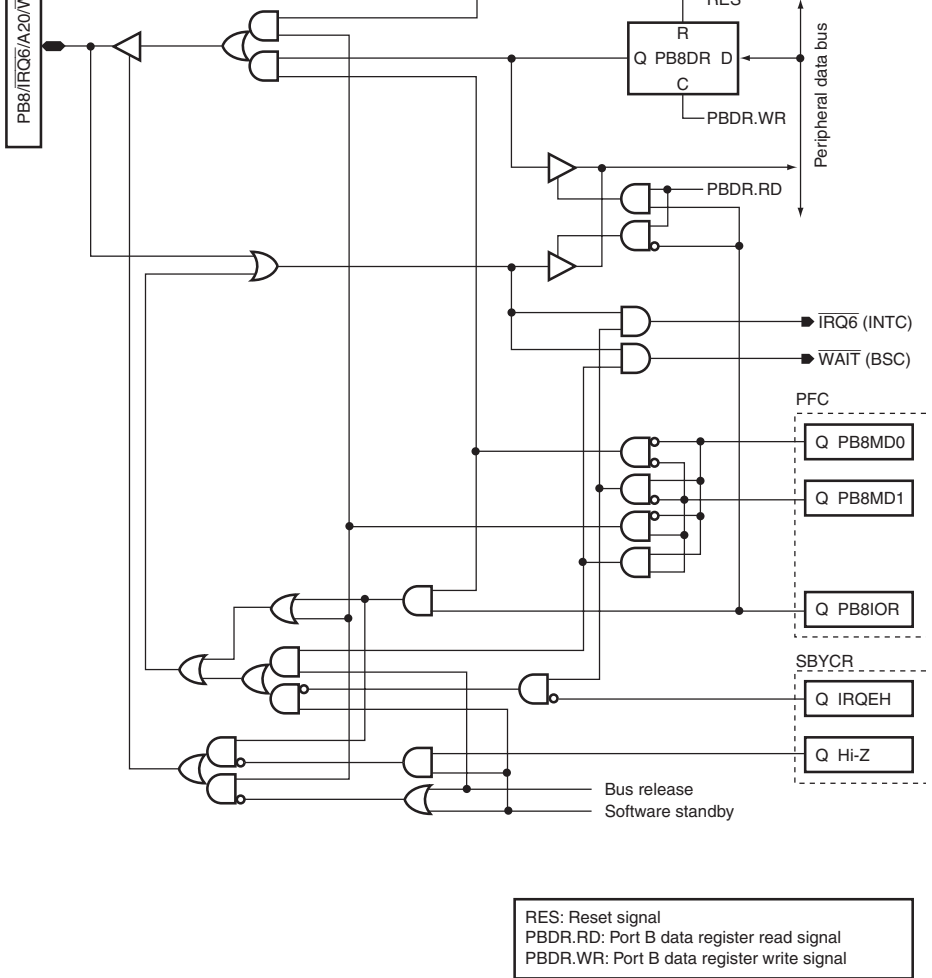 RES
R
Q PB8DR D
C
PBDR.WR
Peripheral data bus
PB8/IRQ6/A20/
PBDR.RD
IRQ6 (INTC)
WAIT (BSC)
PFC
Q PB8MD0
Q PB8MD1
Q PB8IOR
SBYCR
Q IRQEH
Q Hi-Z
Bus release
Software standby
RES: Reset signal
PBDR.RD: Port B data register read signal
PBDR.WR: Port B data register write signal